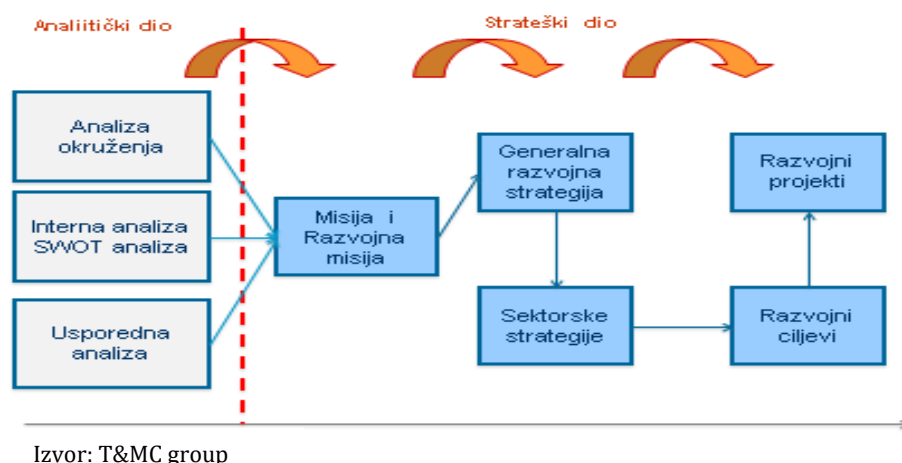 Analiitički dio
Strateški dio
Analiza
okruženja
Interna analiza
SWOT analiza
Usporedna
analiza
Misija i
Razvojna
misija
Generalna
razvojna
strategija
Sektorske
strategije
Razvojni
projekti
Razvojni
ciljevi
Izvor: T&MC group